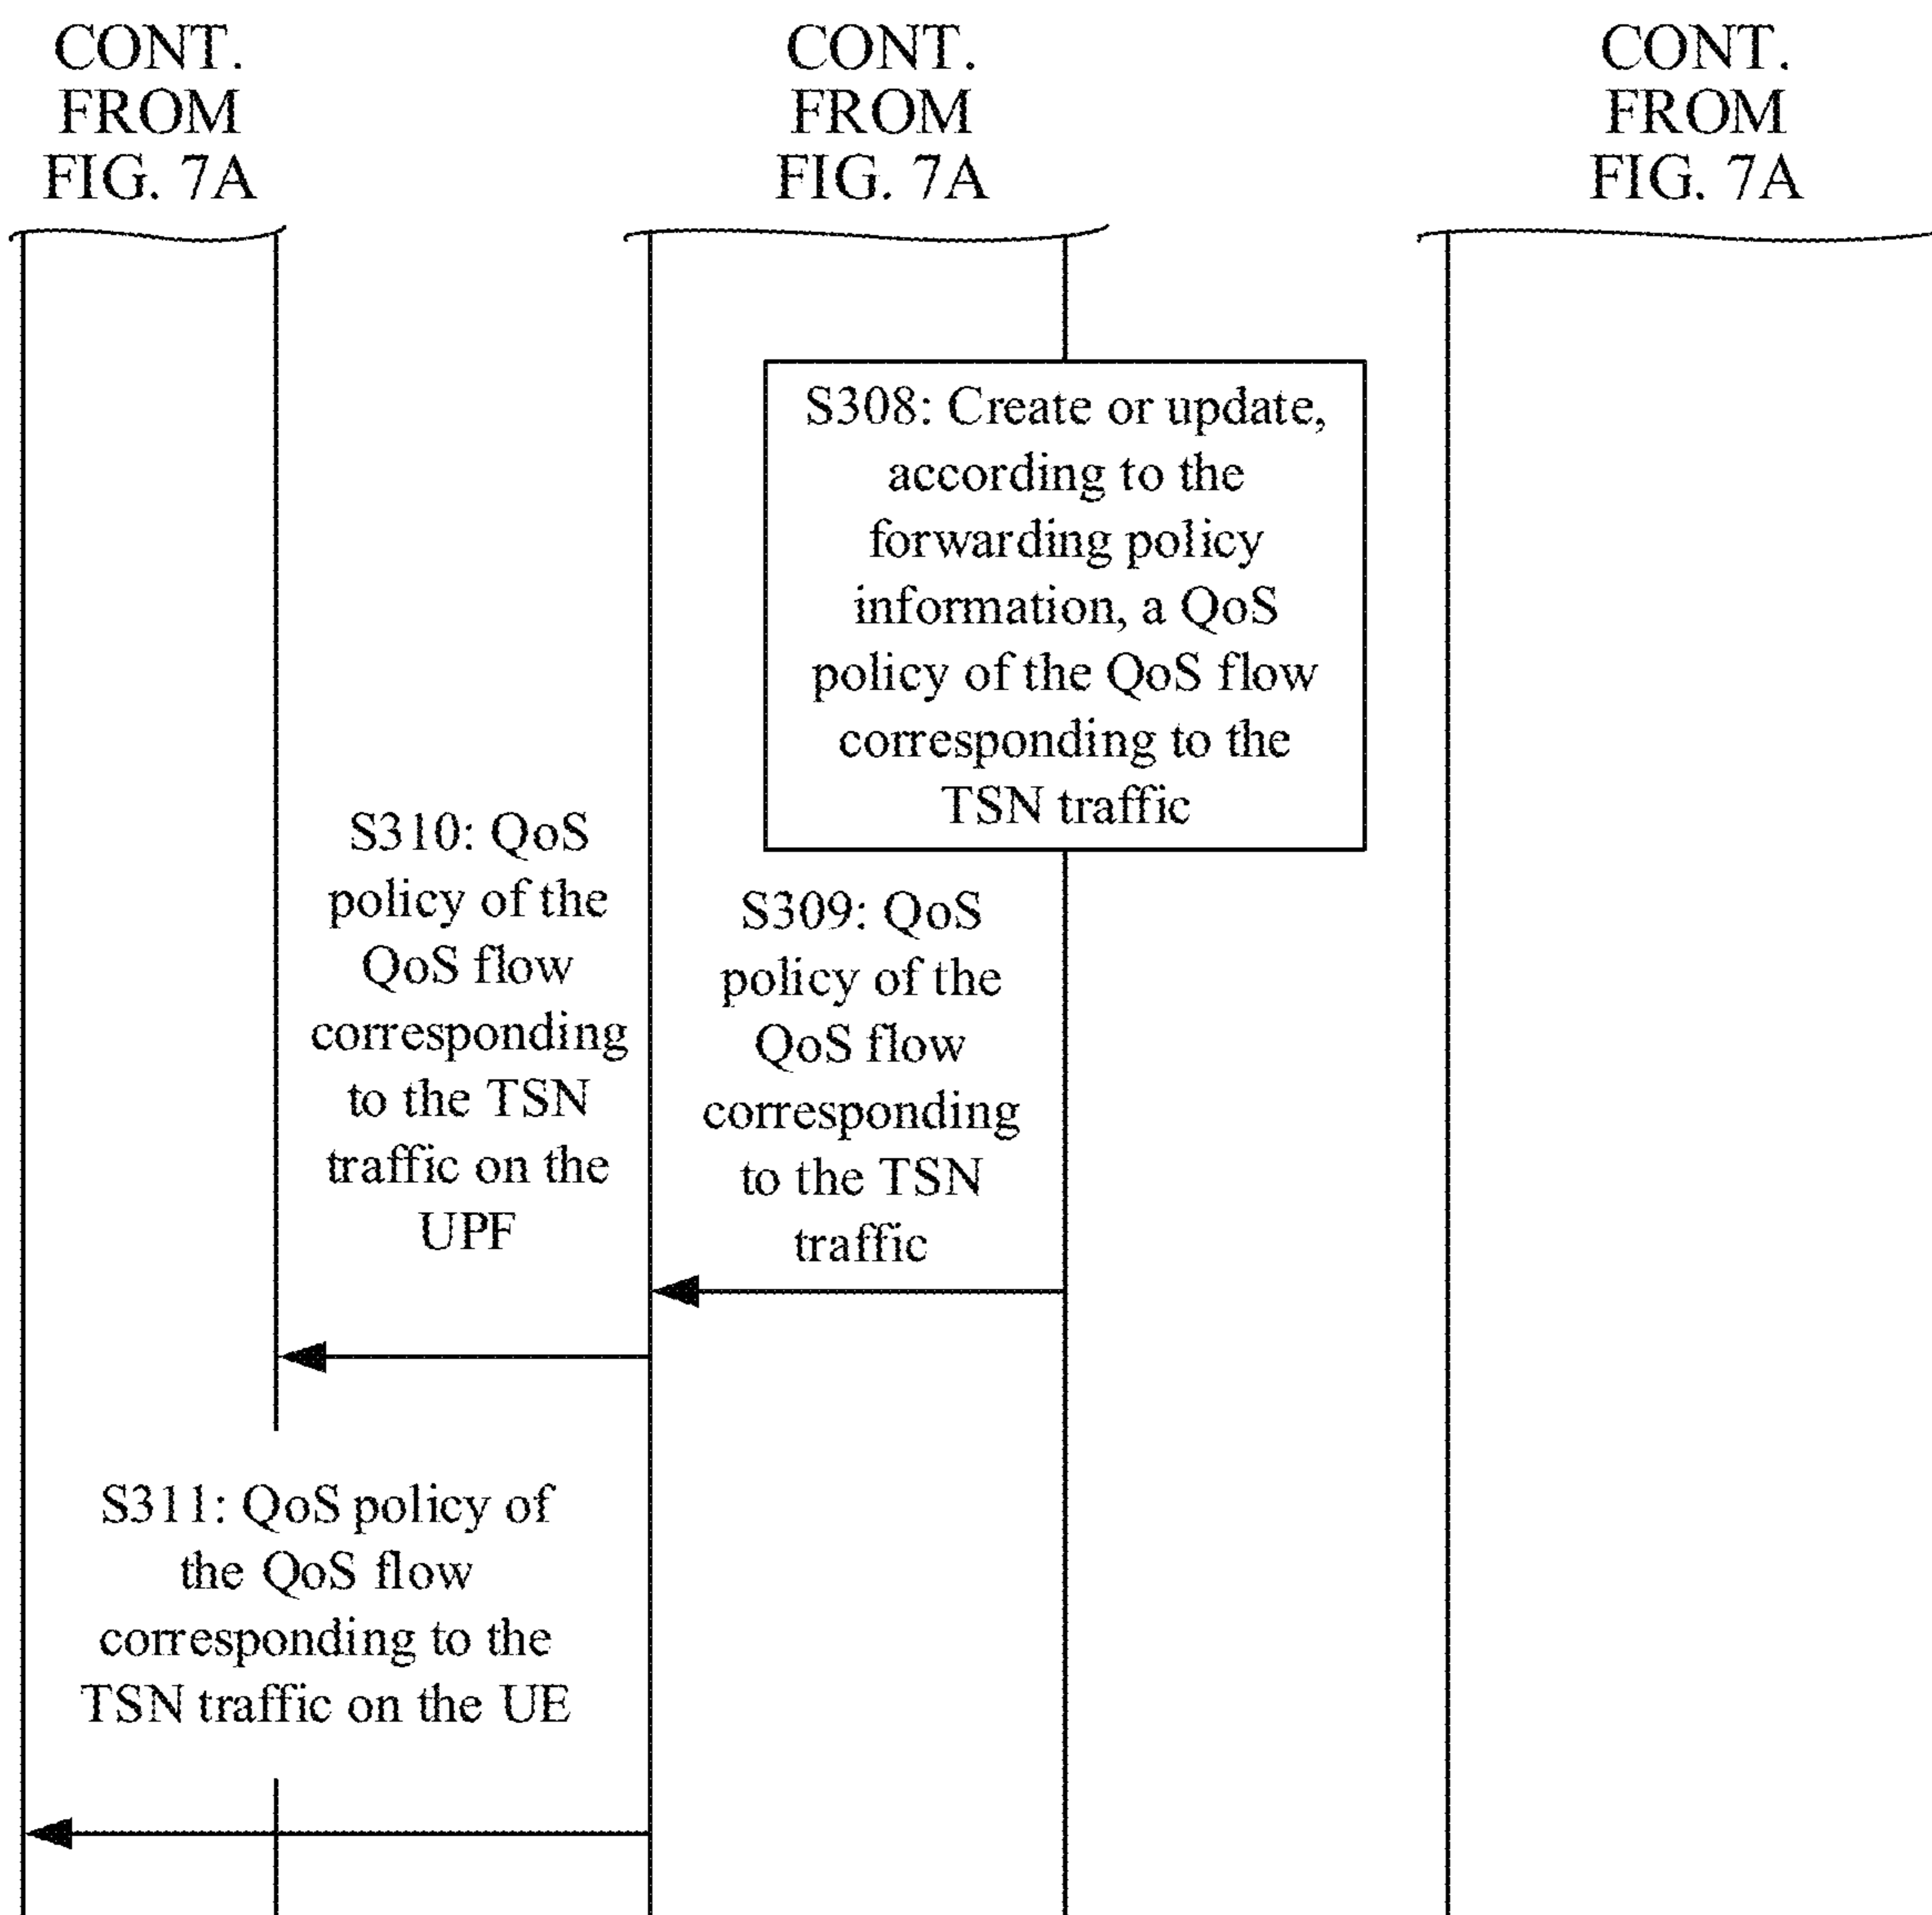 CONT.
FROM
FIG. 7A
CONT.
FROM
FIG. 7A
CONT.
FROM
FIG. 7A
S308: Create or update,
according to the
forwarding policy
information, a QoS
policy of the QoS flow
corresponding to the
TSN traffic
S310: QoS
policy of the
QoS flow
corresponding
to the TSN
traffic on the
UPF
S309: QoS
policy of the
QoS flow
corresponding
to the TSN
traffic
S311: QoS policy of
the QoS flow
corresponding to the
TSN traffic on the UE